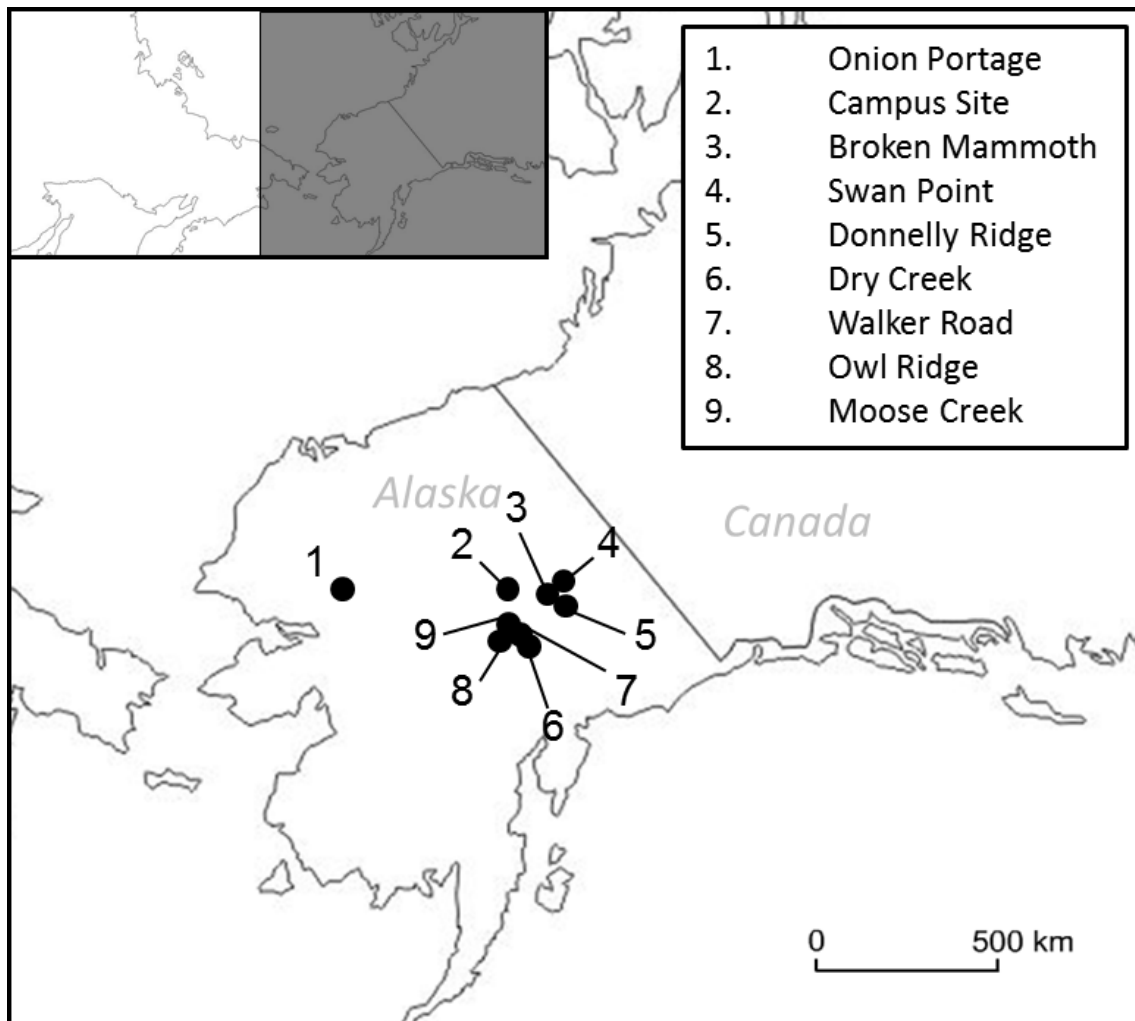 1. Onion Portage
2. Campus Site
3. Broken Mammoth
4. Swan Point
5. Donnelly Ridge
6. Dry Creek
7. Walker Road
8. Owl Ridge
9. Moose Creek
Alaska
Canada
3
4
2
1
9
5
8
7
6
0 500 km